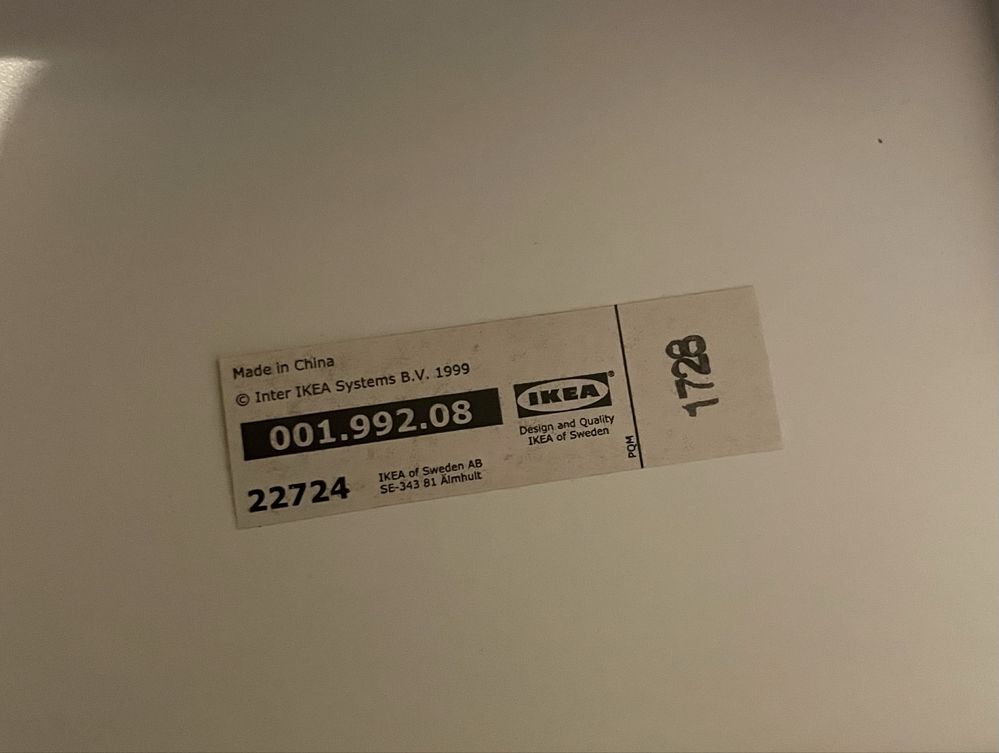 Made in China
© Inter IKEA Systems B.V. 1999
001.992.08
22724
IKEA of Sweden AB
SE-343 81 Älmhult
IKEA®
Design and Quality
IKEA of Sweden
PQM
1728